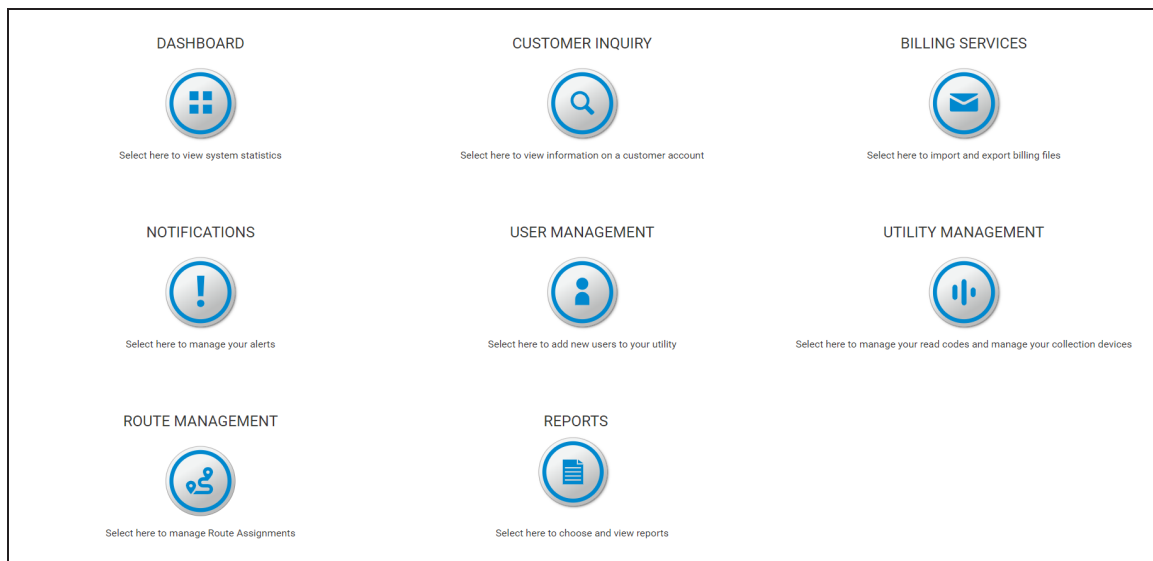 DASHBOARD
CUSTOMER INQUIRY
BILLING SERVICES
Select here to view system statistics
Select here to view information on a customer account
Select here to import and export billing files
NOTIFICATIONS
USER MANAGEMENT
UTILITY MANAGEMENT
Select here to manage your alerts
Select here to add new users to your utility
Select here to manage your read codes and manage your collection devices
ROUTE MANAGEMENT
REPORTS
Select here to manage Route Assignments
Select here to choose and view reports